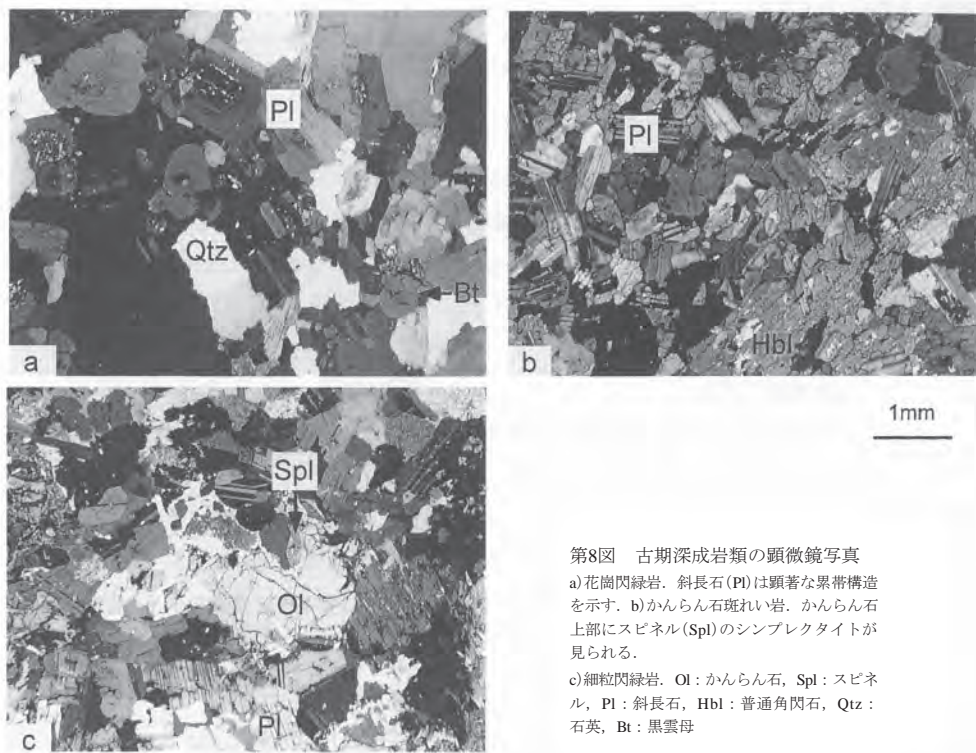 Pl
Qtz
Bt
a
Pl
Hbl
b
1mm
Spl
Ol
Pl
c
第8図　古期深成岩類の顕微鏡写真
a)花崗閃緑岩．斜長石(Pl)は顕著な累帯構造
を示す．b)かんらん石斑れい岩．かんらん石
上部にスピネル(Spl)のシンプレクタイトが
見られる．
c)細粒閃緑岩．Ol：かんらん石，Spl：スピネ
ル，Pl：斜長石，Hbl：普通角閃石，Qtz：
石英，Bt：黒雲母